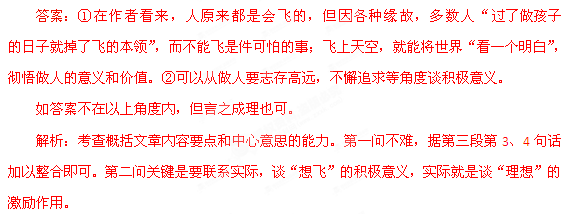 答案：①在作者看来，人原来都是会飞的，但因各种缘故，多数人“过了做孩子
的日子就掉了飞的本领”，而不能飞是件可怕的事；飞上天空，就能将世界“看一个明白”，
彻悟做人的意义和价值。②可以从做人要志存高远，不懈追求等角度谈积极意义。
如答案不在以上角度内，但言之成理也可。
解析：考查概括文章内容要点和中心意思的能力。第一问不难，据第三段第 3、4 句话
加以整合即可。第二问关键是要联系实际，谈“想飞”的积极意义，实际就是谈“理想”的
激励作用。